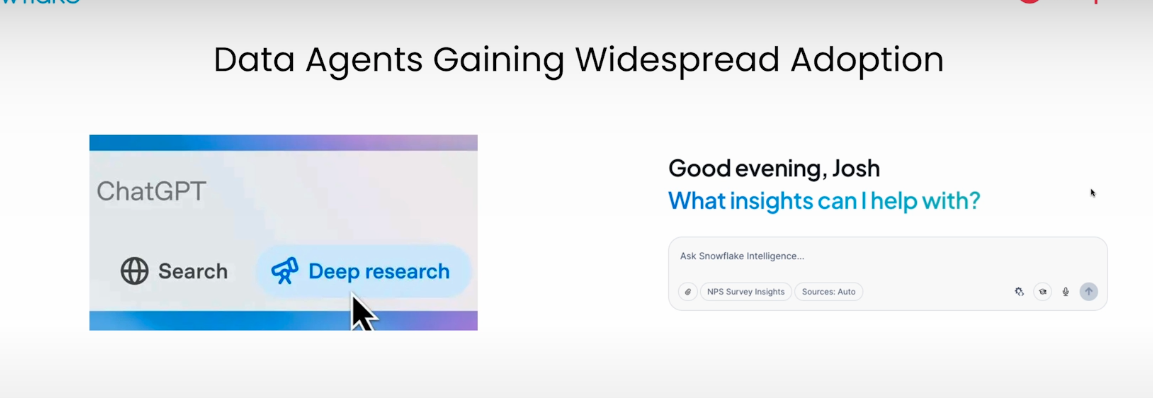 Data Agents Gaining Widespread Adoption
ChatGPT
Search
Deep research
Good evening, Josh
What insights can I help with?
Ask Snowflake Intelligence...
NPS Survey Insights
Sources: Auto